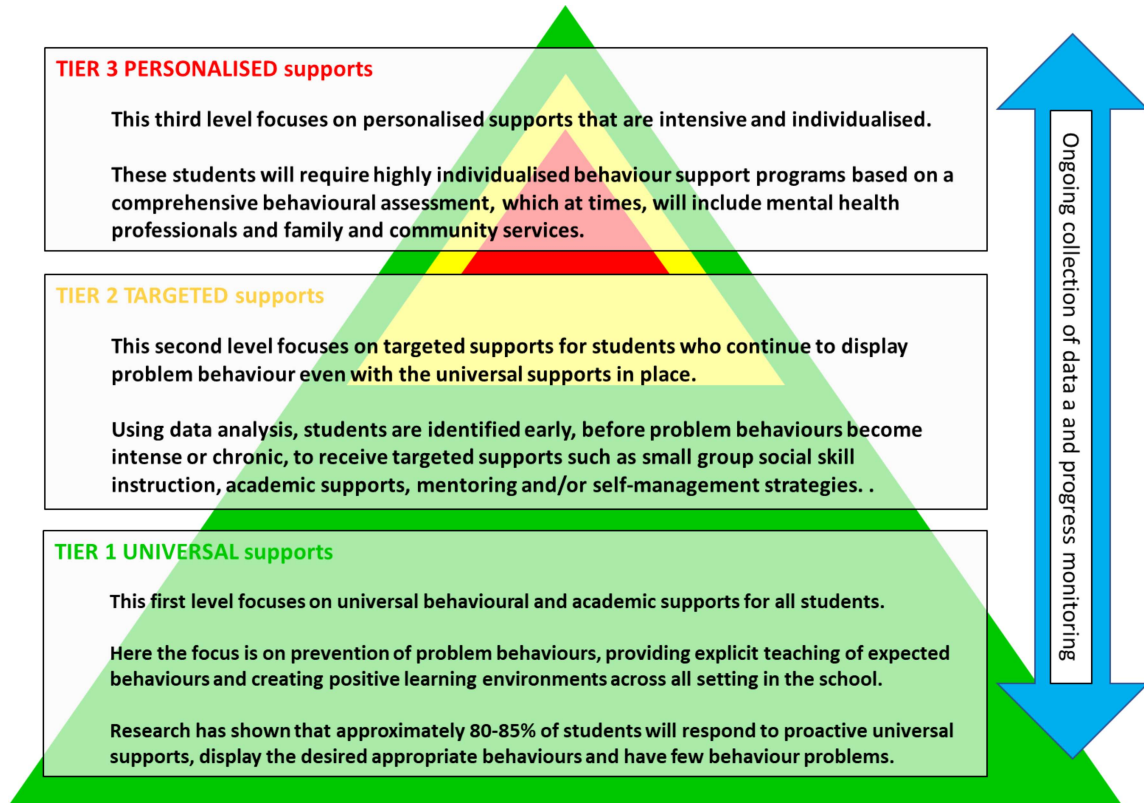 TIER 3 PERSONALISED supports
This third level focuses on personalised supports that are intensive and individualised.
These students will require highly individualised behaviour support programs based on a
comprehensive behavioural assessment, which at times, will include mental health
professionals and family and community services.
TIER 2 TARGETED supports
This second level focuses on targeted supports for students who continue to display
problem behaviour even with the universal supports in place.
Using data analysis, students are identified early, before problem behaviours become
intense or chronic, to receive targeted supports such as small group social skill
instruction, academic supports, mentoring and/or self-management strategies. .
TIER 1 UNIVERSAL supports
This first level focuses on universal behavioural and academic supports for all students.
Here the focus is on prevention of problem behaviours, providing explicit teaching of expected
behaviours and creating positive learning environments across all setting in the school.
Research has shown that approximately 80-85% of students will respond to proactive universal
supports, display the desired appropriate behaviours and have few behaviour problems.
Ongoing collection of data a and progress monitoring